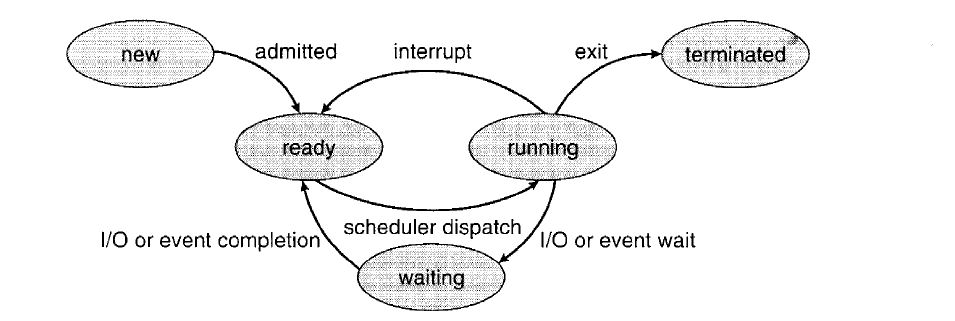 new
admitted
interrupt
exit
terminated
ready
running
scheduler dispatch
I/O or event completion
I/O or event wait
waiting